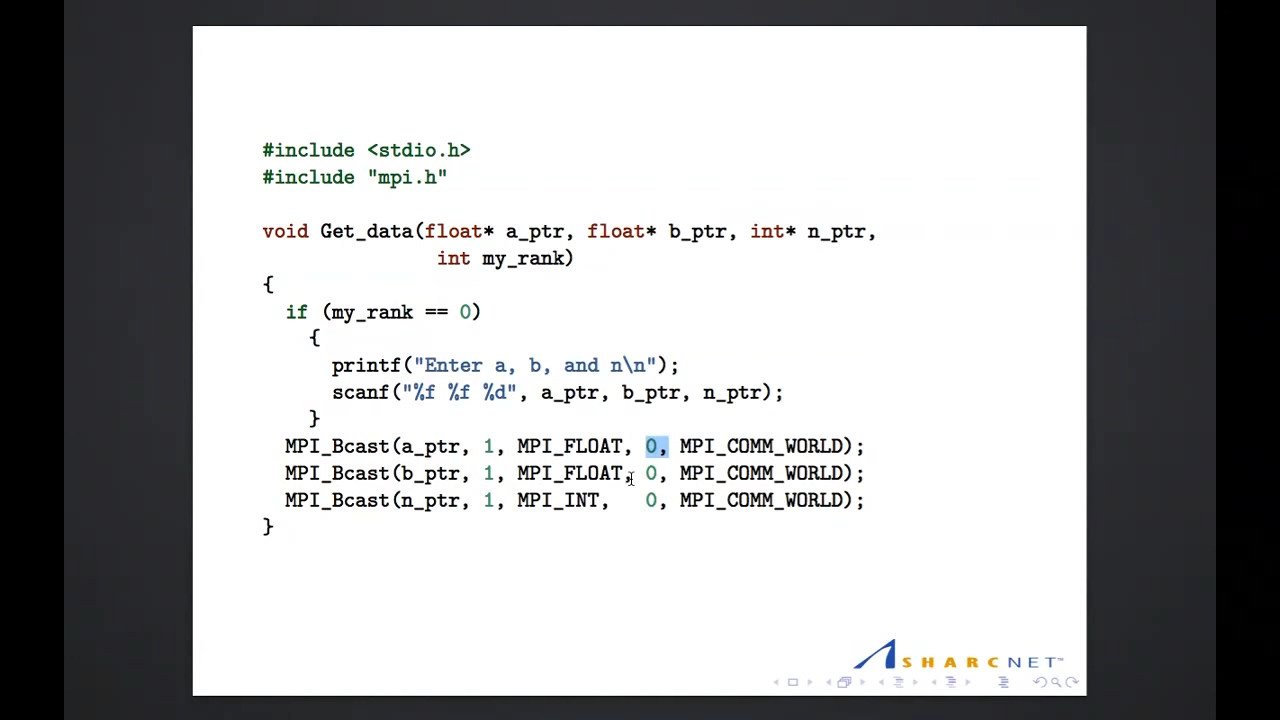 #include <stdio.h>
#include "mpi.h"
void Get_data(float* a_ptr, float* b_ptr, int* n_ptr,
int my_rank)
{
if (my_rank == 0)
{
printf("Enter a, b, and n\n");
scanf("%f %f %d", a_ptr, b_ptr, n_ptr);
}
MPI_Bcast(a_ptr, 1, MPI_FLOAT, 0, MPI_COMM_WORLD);
MPI_Bcast(b_ptr, 1, MPI_FLOAT, 0, MPI_COMM_WORLD);
MPI_Bcast(n_ptr, 1, MPI_INT, 0, MPI_COMM_WORLD);
}
SHARCNET™